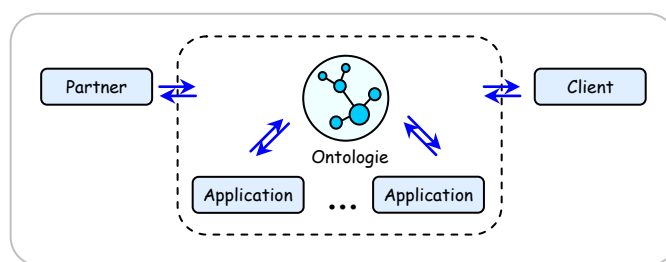 Partner
Client
Ontologie
Application
...
Application